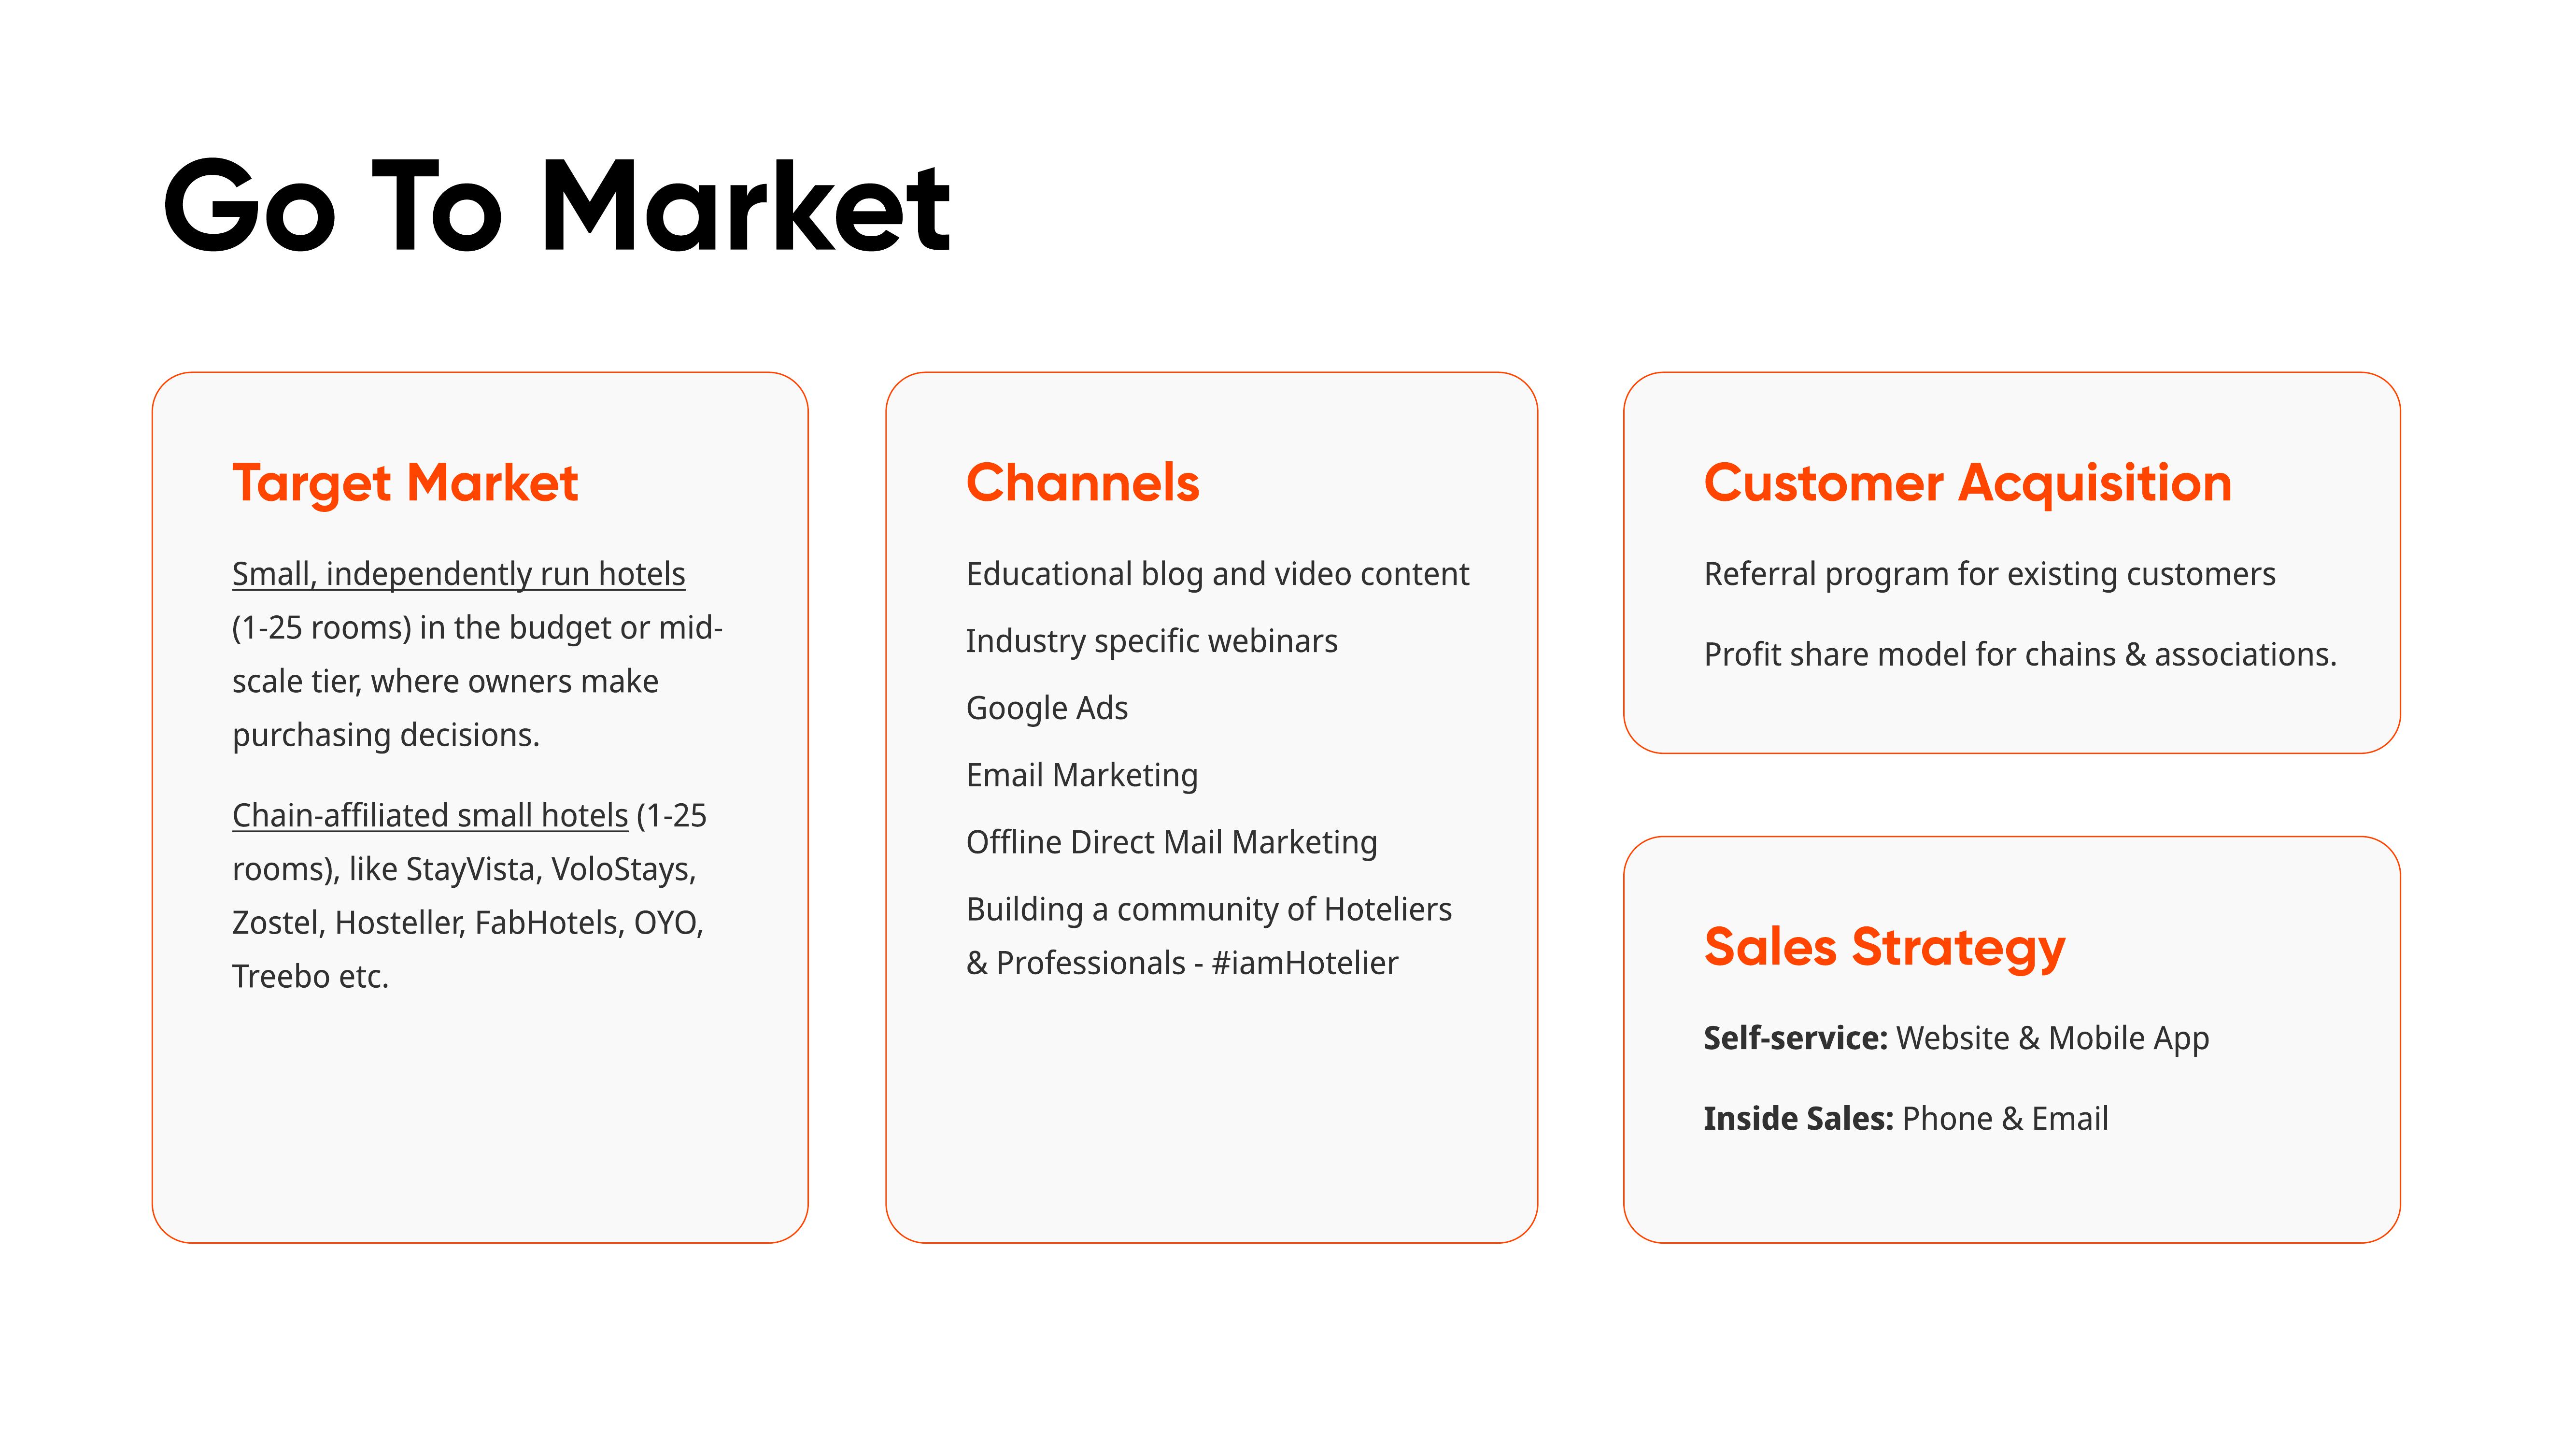 Go To Market
Target Market
Small, independently run hotels
(1-25 rooms) in the budget or mid-
scale tier, where owners make
purchasing decisions.
Chain-affiliated small hotels (1-25
rooms), like StayVista, VoloStays,
Zostel, Hosteller, FabHotels, OYO,
Treebo etc.
Channels
Educational blog and video content
Industry specific webinars
Google Ads
Email Marketing
Offline Direct Mail Marketing
Building a community of Hoteliers
& Professionals - #iamHotelier
Customer Acquisition
Referral program for existing customers
Profit share model for chains & associations.
Sales Strategy
Self-service: Website & Mobile App
Inside Sales: Phone & Email